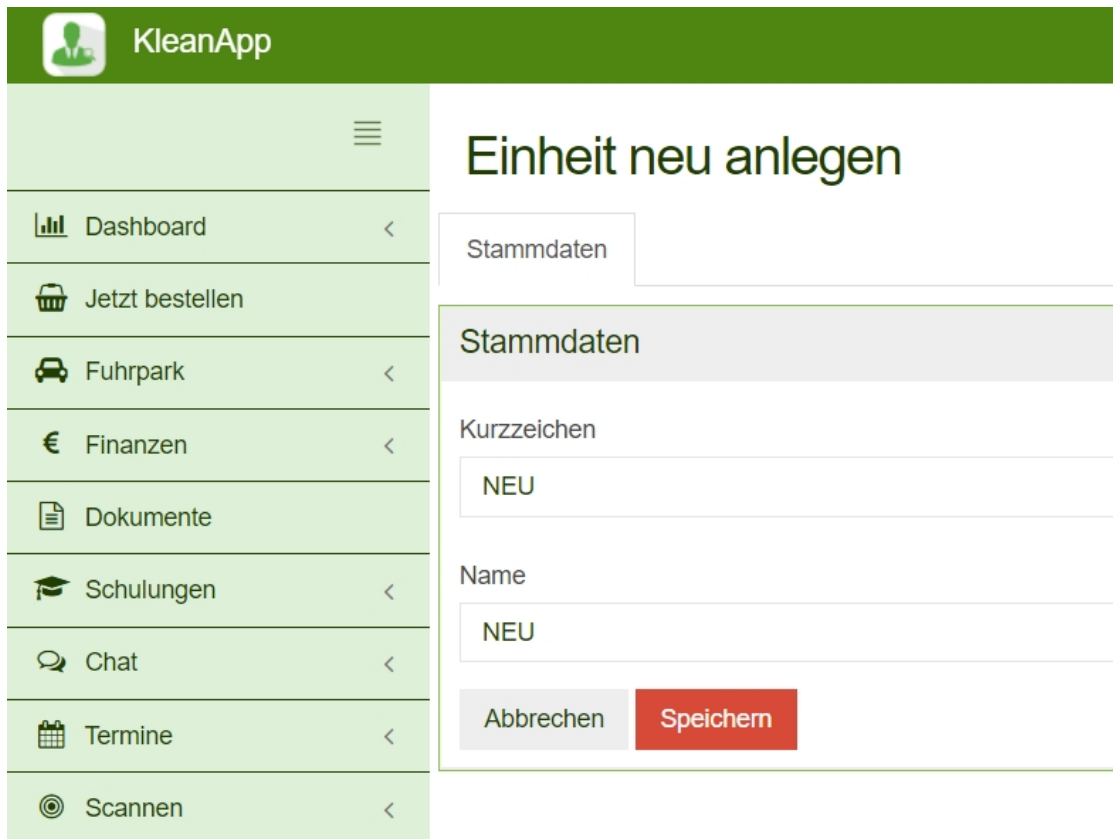 KleanApp
Dashboard
Jetzt bestellen
Fuhrpark
Finanzen
Dokumente
Schulungen
Chat
Termine
Scannen
Einheit neu anlegen
Stammdaten
Stammdaten
Kurzzeichen
NEU
Name
NEU
Abbrechen Speichern